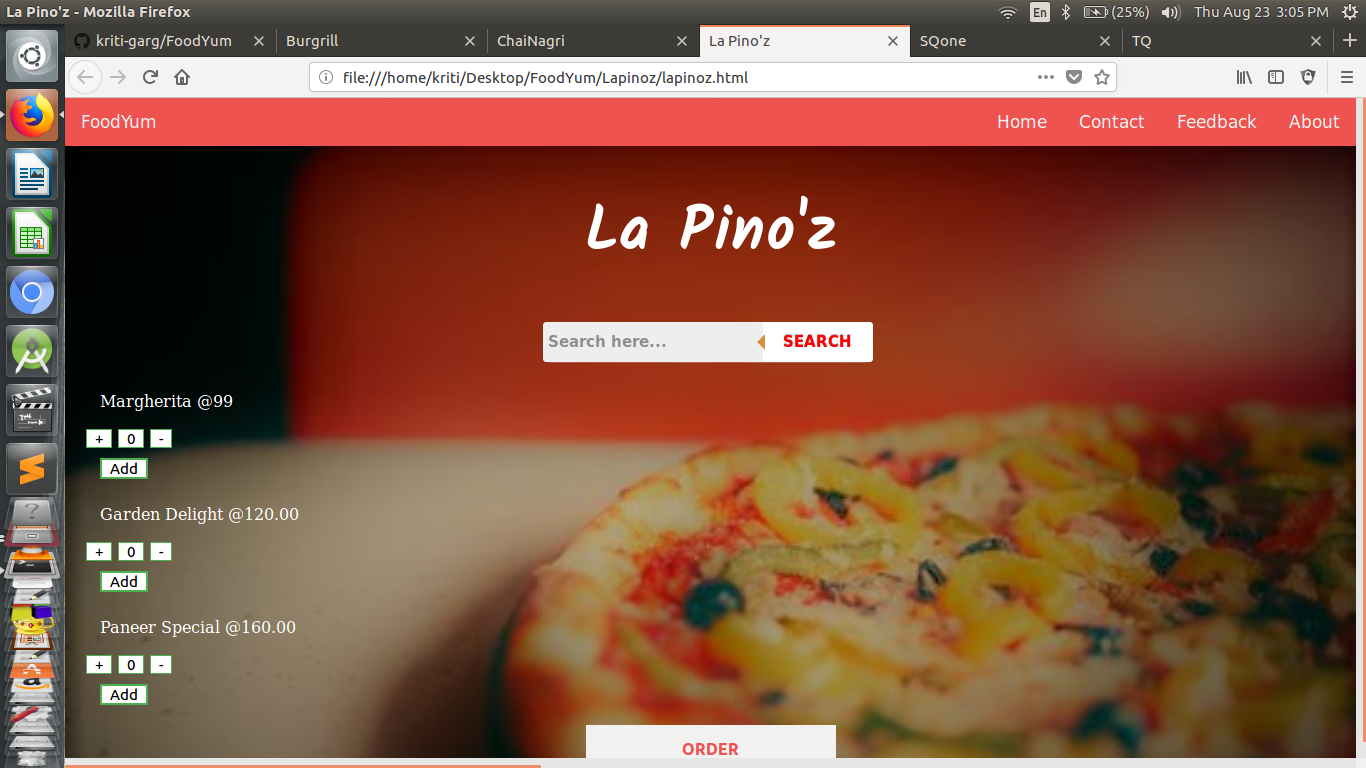 La Pino'z - Mozilla Firefox
En
(25%)
Thu Aug 23 3:05 PM
kriti-garg/FoodYum
Burgrill
ChaiNagri
La Pino'z
SQone
TQ
file:///home/kriti/Desktop/FoodYum/Lapinoz/lapinoz.html
FoodYum
Home
Contact
Feedback
About
La Pino'z
Search here...
SEARCH
Margherita @99
+ 0 -
Add
Garden Delight @120.00
+ 0 -
Add
Paneer Special @160.00
+ 0 -
Add
ORDER